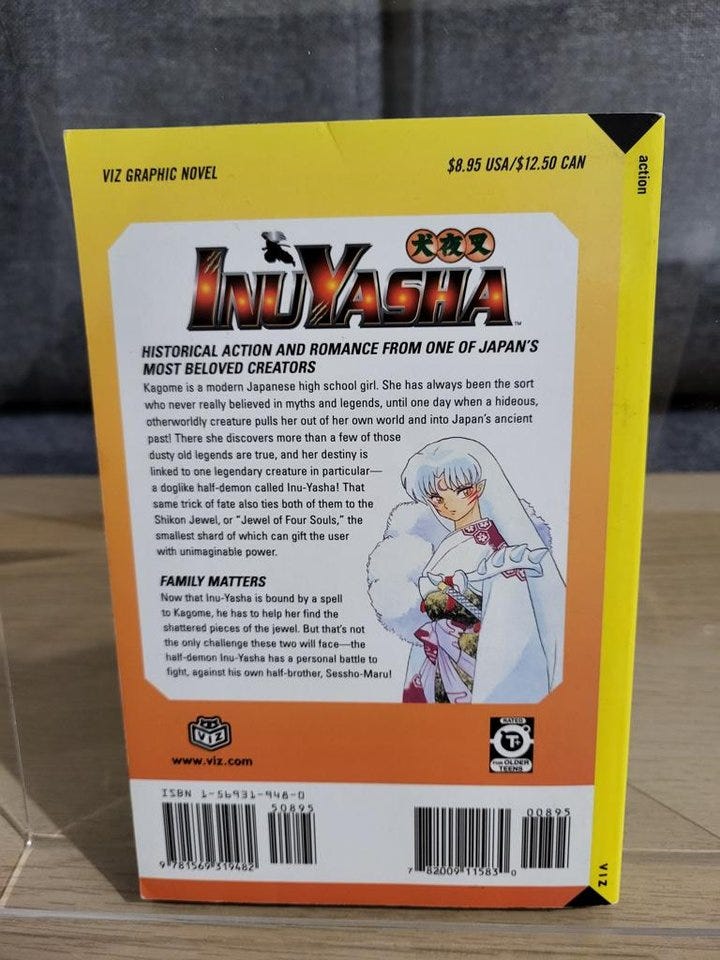 VIZ GRAPHIC NOVEL
$8.95 USA/$12.50 CAN
action
犬夜叉
INUYASHA™
HISTORICAL ACTION AND ROMANCE FROM ONE OF JAPAN'S
MOST BELOVED CREATORS
Kagome is a modern Japanese high school girl. She has always been the sort
who never really believed in myths and legends, until one day when a hideous,
otherworldly creature pulls her out of her own world and into Japan's ancient
past! There she discovers more than a few of those
dusty old legends are true, and her destiny is
linked to one legendary creature in particular—
a doglike half-demon called Inu-Yasha! That
same trick of fate also ties both of them to the
Shikon Jewel, or "Jewel of Four Souls," the
smallest shard of which can gift the user
with unimaginable power.
FAMILY MATTERS
Now that Inu-Yasha is bound by a spell
to Kagome, he has to help her find the
shattered pieces of the jewel. But that's not
the only challenge these two will face—the
half-demon Inu-Yasha has a personal battle to
fight, against his own half-brother, Sessho-Maru!
VIZ
www.viz.com
RATED
T+
FOR OLDER
TEENS
ISBN 1-56931-948-0
50895
9 781569 319482
00895
7 82009 11583 0
VIZ